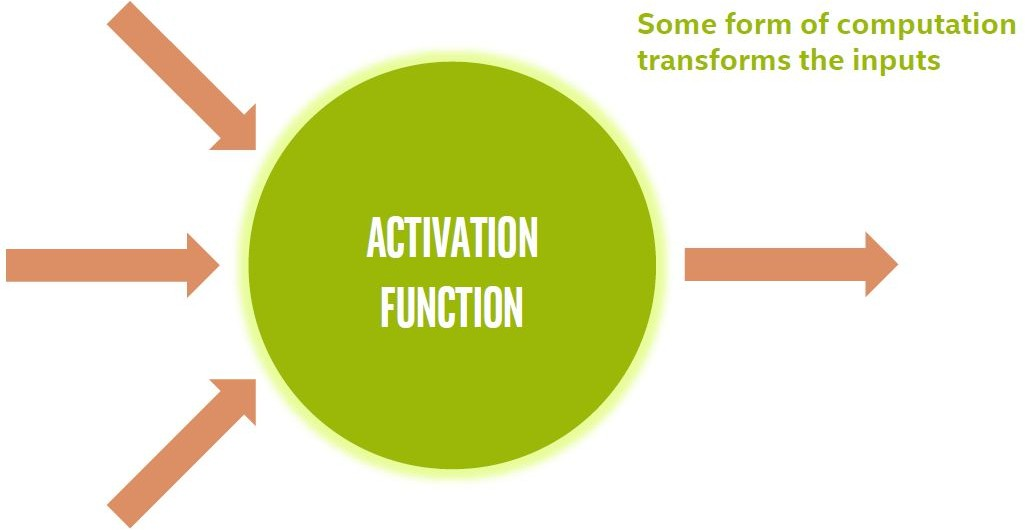 Some form of computation
transforms the inputs
ACTIVATION
FUNCTION